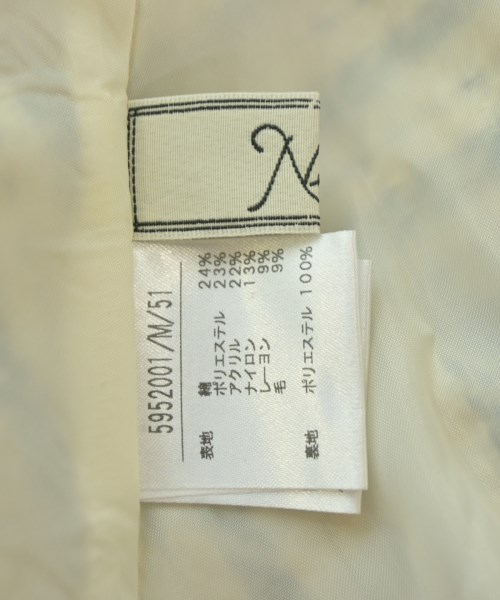 5952001/M/51
表地 綿 24%
ポリエステル 23%
アクリル 22%
ナイロン 13%
レーヨン 9%
毛 9%
裏地 ポリエステル 100%